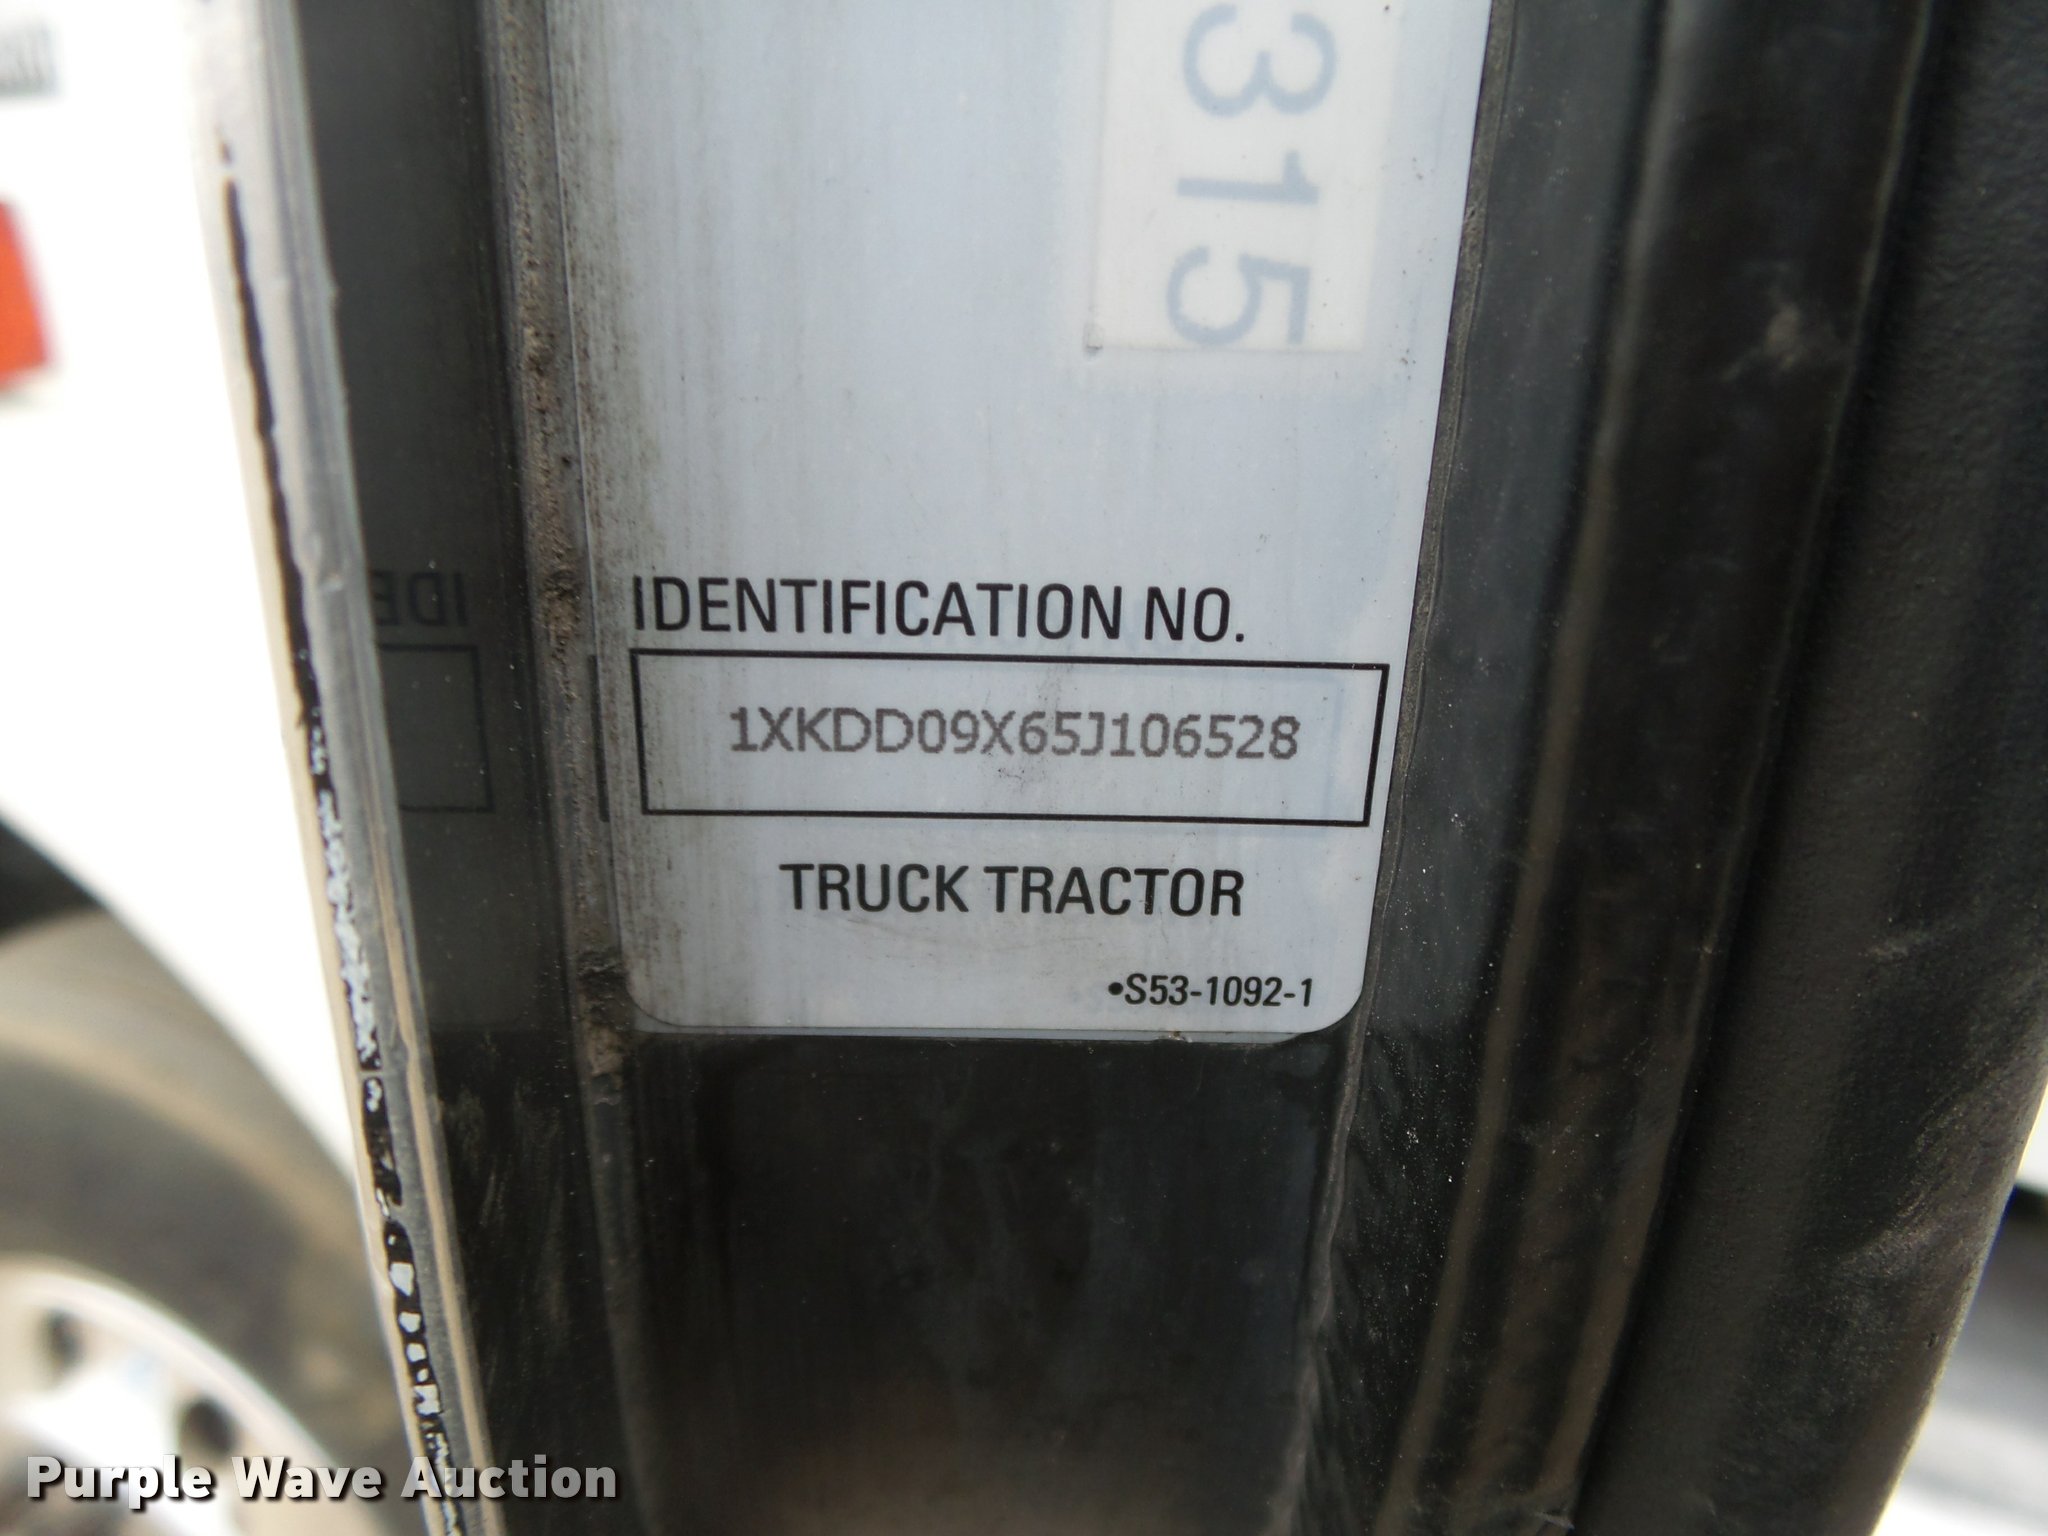 315
IDENTIFICATION NO.
1XKDD09X65J106528
TRUCK TRACTOR
•S53-1092-1
Purple Wave Auction